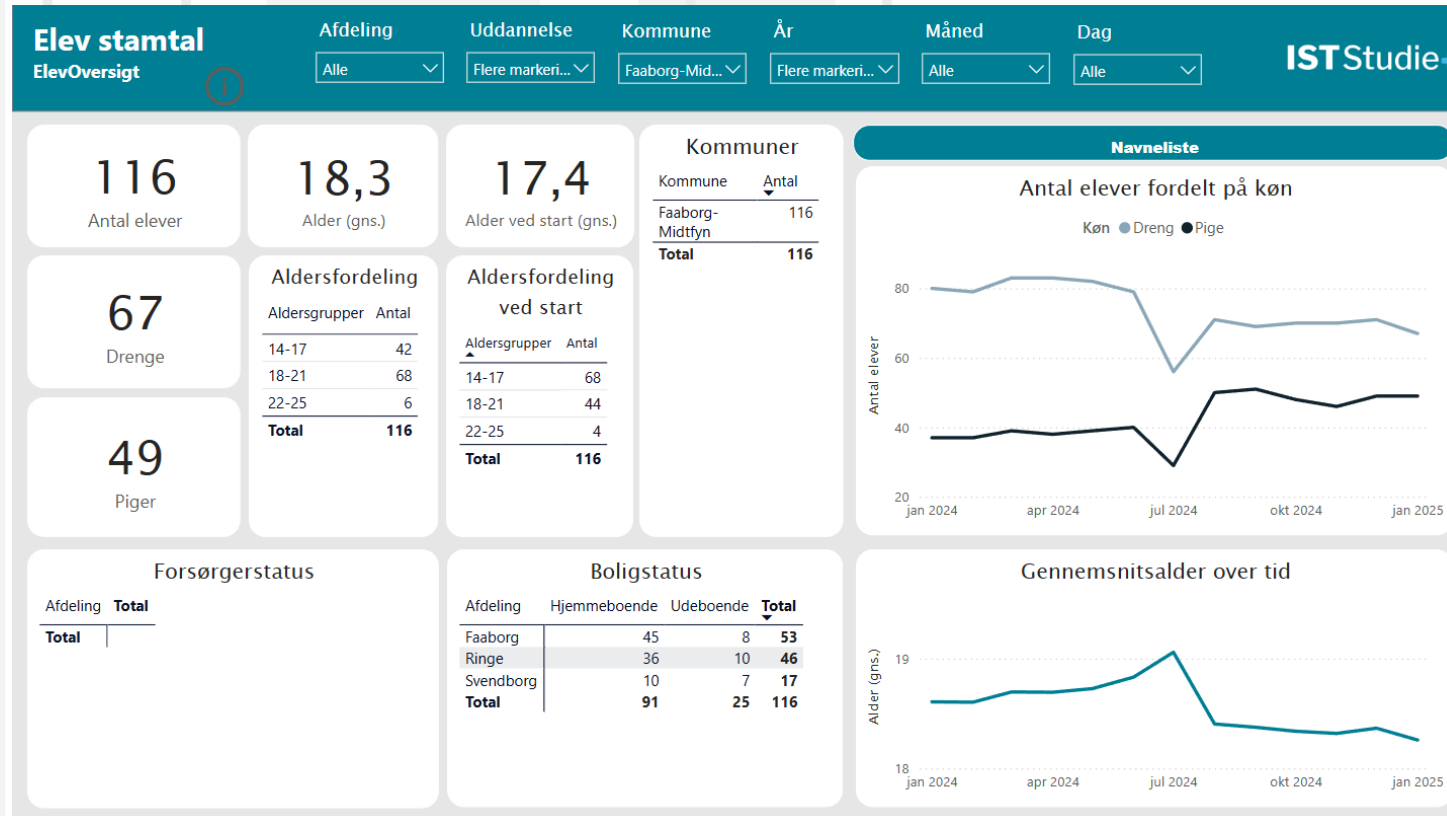 Elev stamtal
ElevOversigt
Afdeling
Alle
Uddannelse
Flere markeri...
Kommune
Faaborg-Mid...
År
Flere markeri...
Måned
Alle
Dag
Alle
IST Studie
116
Antal elever
18,3
Alder (gns.)
17,4
Alder ved start (gns.)
67
Drenge
49
Piger
Aldersfordeling
Aldersgrupper Antal
14-17 42
18-21 68
22-25 6
Total 116
Aldersfordeling
ved start
Aldersgrupper Antal
14-17 68
18-21 44
22-25 4
Total 116
Kommuner
Kommune Antal
Faaborg- 116
Midtfyn
Total 116
Navneliste
Antal elever fordelt på køn
Køn Dreng Pige
Antal elever
80
60
40
20
jan 2024 apr 2024 jul 2024 okt 2024 jan 2025
Forsørgerstatus
Afdeling Total
Total
Boligstatus
Afdeling Hjemmeboende Udeboende Total
Faaborg 45 8 53
Ringe 36 10 46
Svendborg 10 7 17
Total 91 25 116
Gennemsnitsalder over tid
Alder (gns.)
19
18
jan 2024 apr 2024 jul 2024 okt 2024 jan 2025